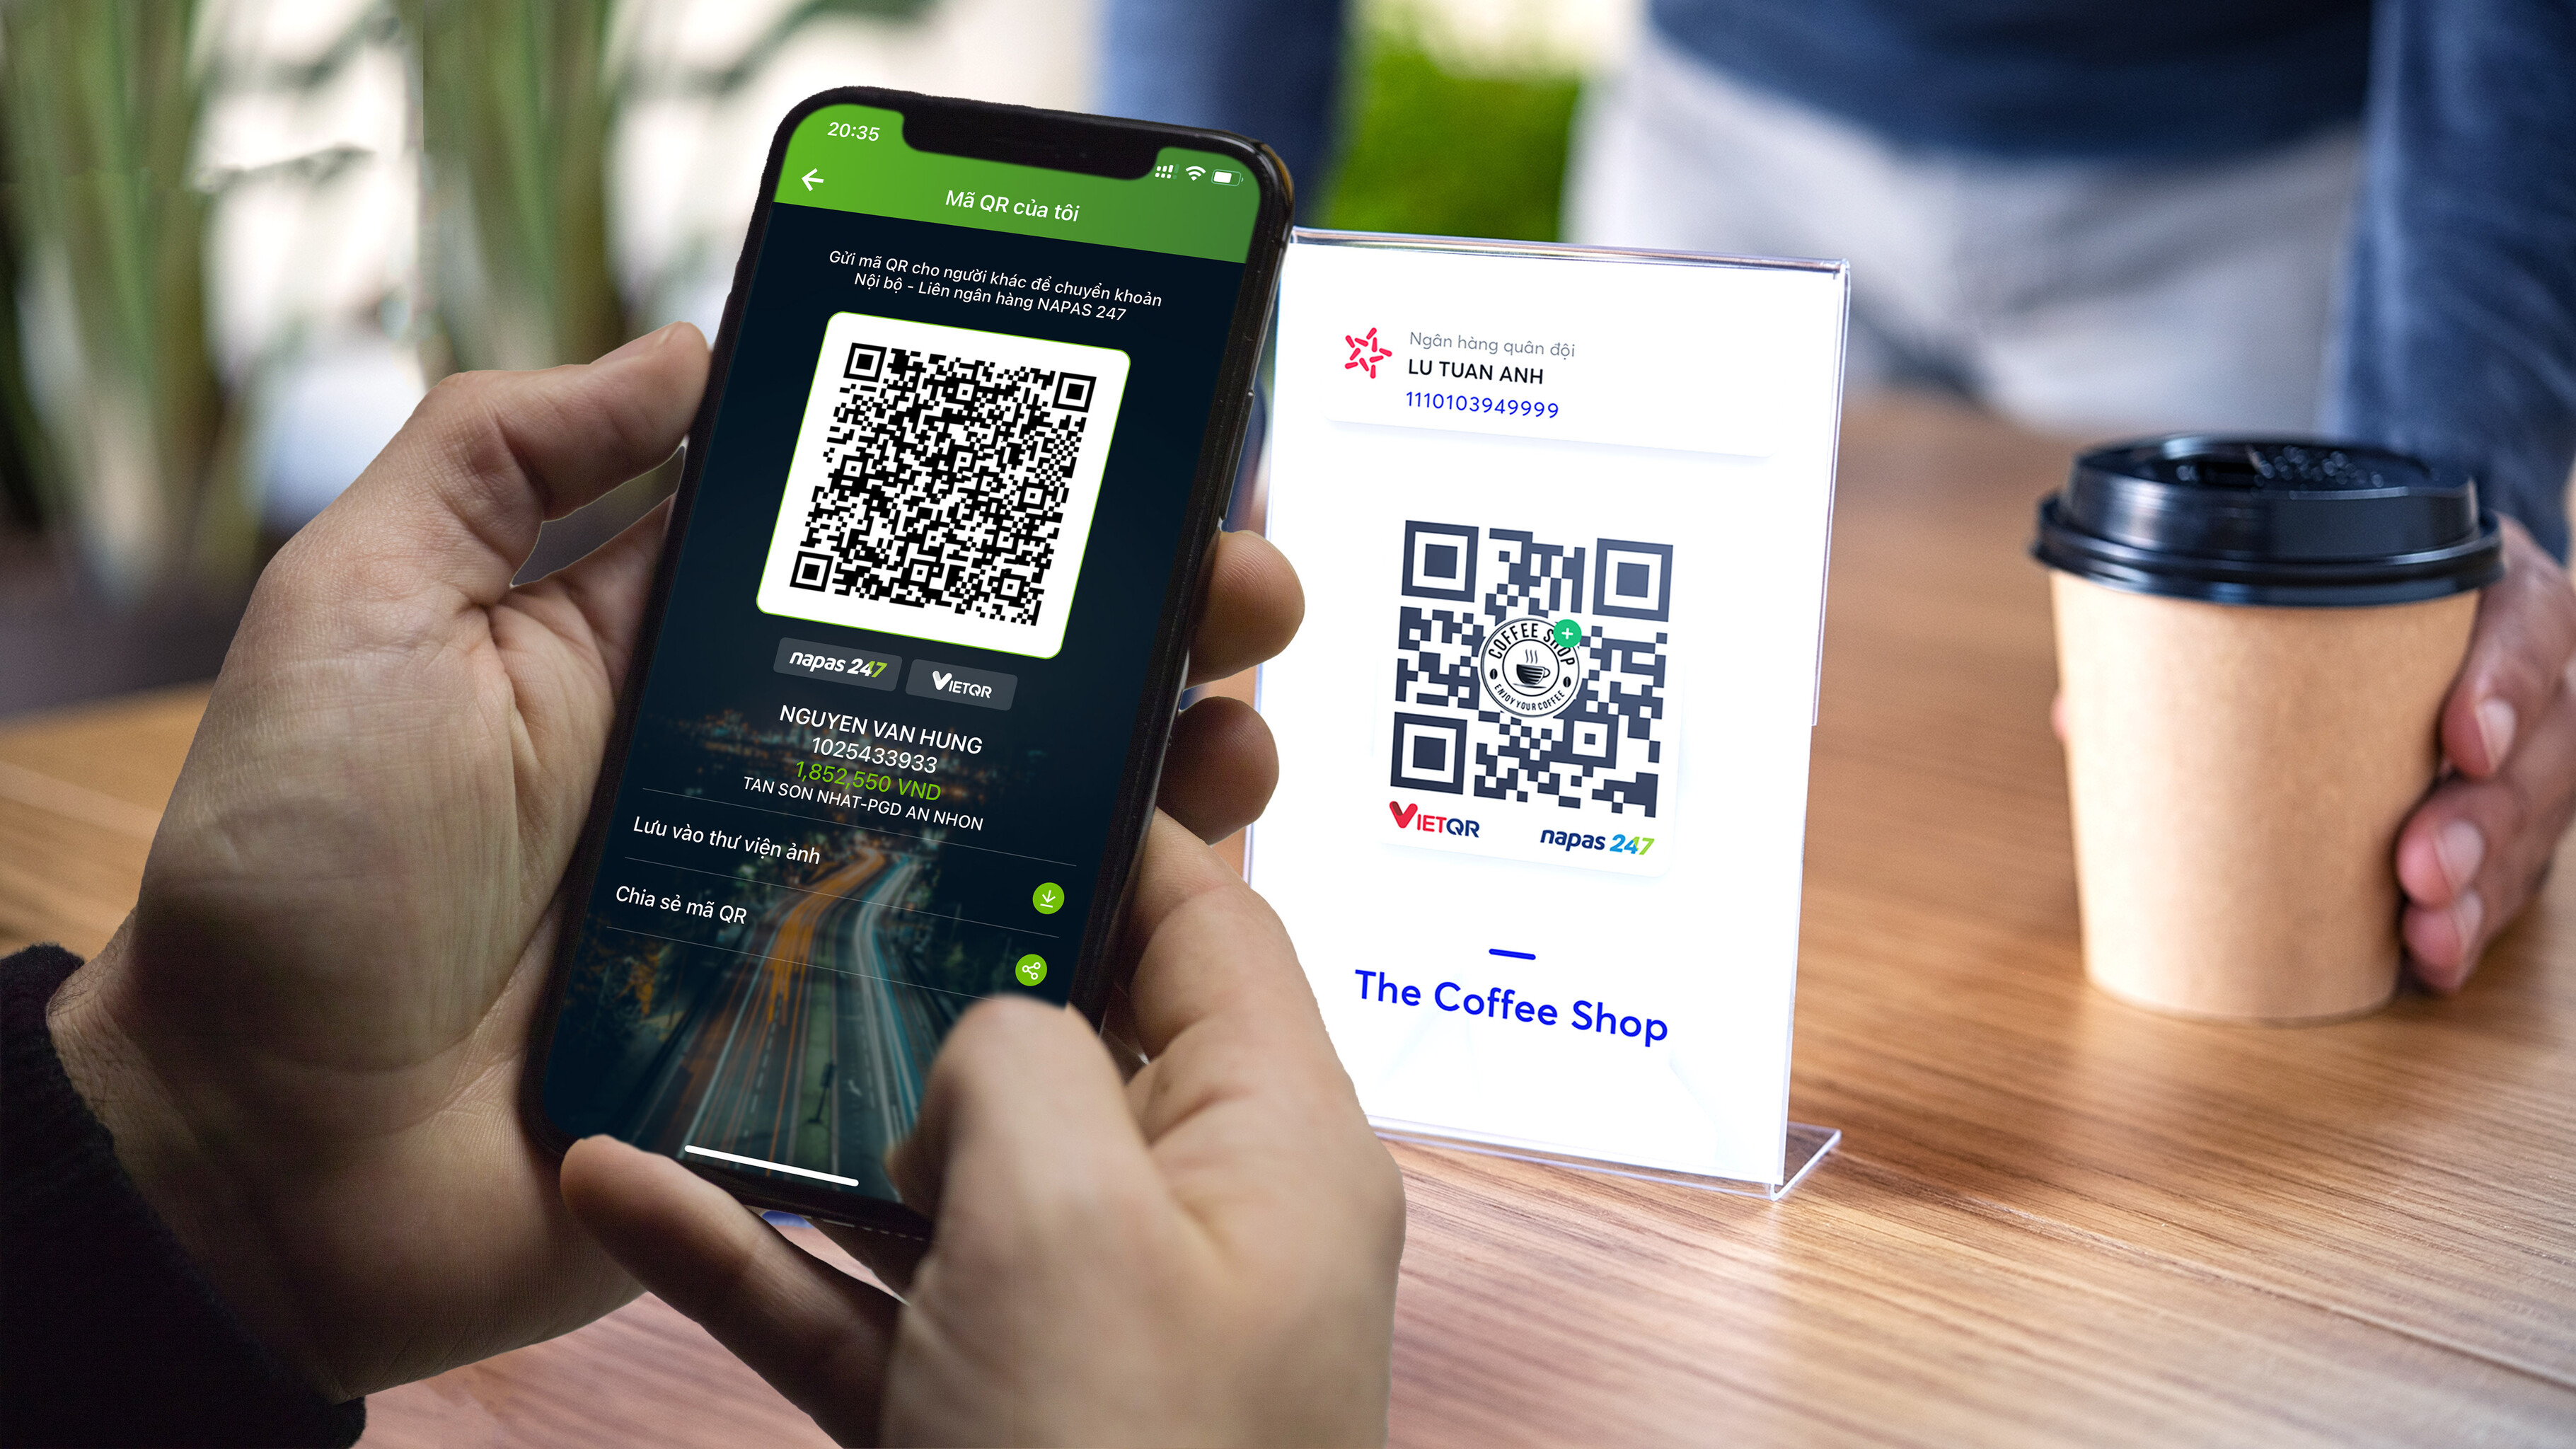 20:35
Mã QR của tôi
Gửi mã QR cho người khác để chuyển khoản
Nội bộ - Liên ngân hàng NAPAS 247
napas 247
VIETQR
NGUYEN VAN HUNG
1025433933
1,852,550 VND
TAN SON NHAT-PGD AN NHON
Lưu vào thư viện ảnh
Chia sẻ mã QR
Ngân hàng quân đội
LU TUAN ANH
1110103949999
COFFEE SHOP
ENJOY YOUR COFFEE
VIETQR
napas 247
The Coffee Shop